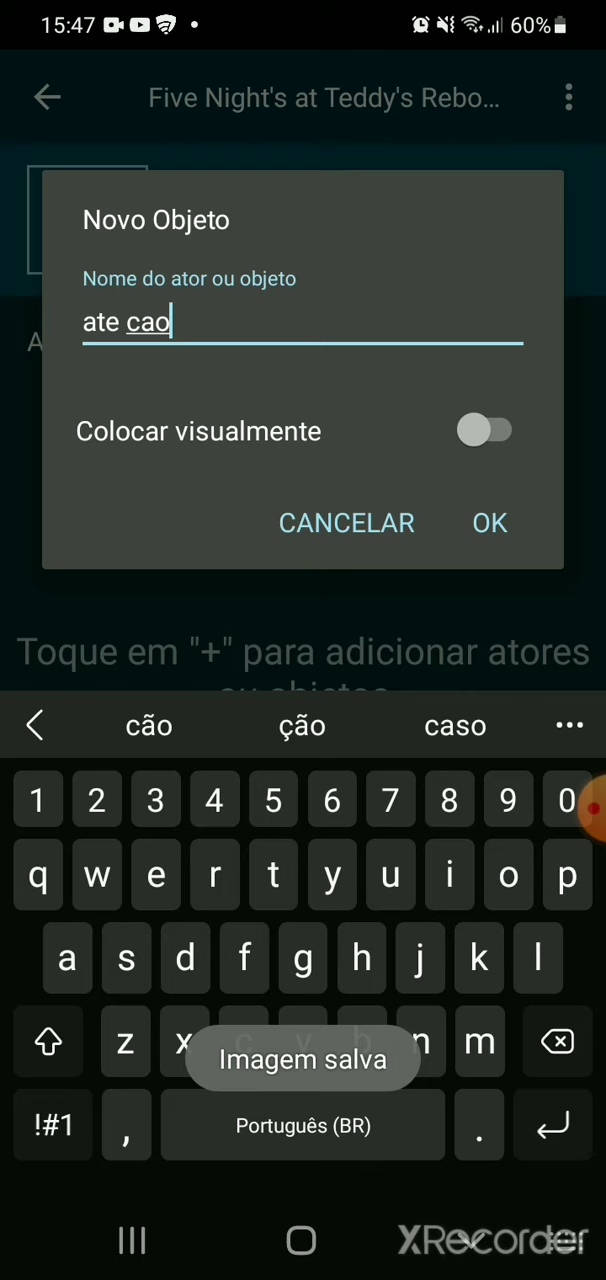 15:47 60%
Five Night's at Teddy's Rebo...
Novo Objeto
Nome do ator ou objeto
A
ate cao
Colocar visualmente
CANCELAR OK
Toque em "+" para adicionar atores
ou objetos
cão ção caso ...
1 2 3 4 5 6 7 8 9 0
q w e r t y u i o p
a s d f g h j k l
z x c v b n m
Imagem salva
!#1 , Português (BR) .
XRecorder